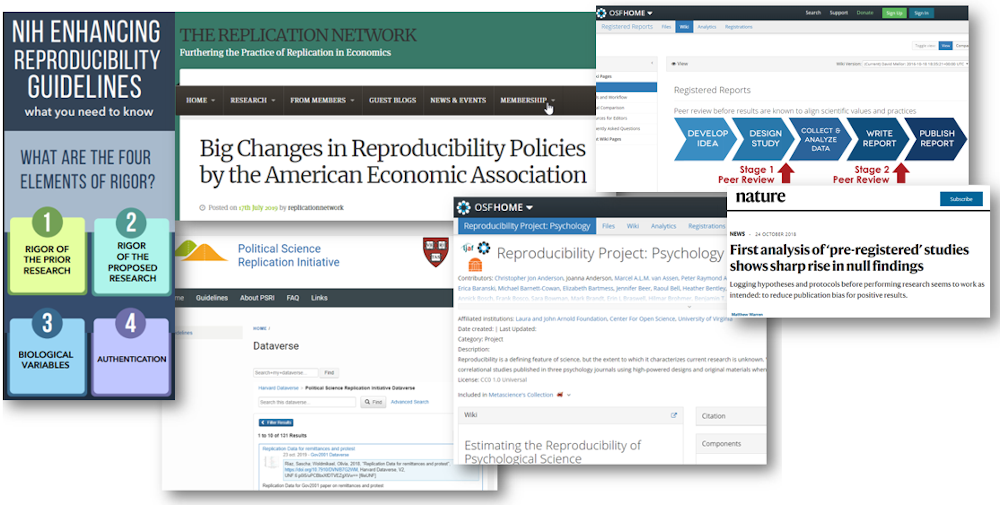 NIH ENHANCING
REPRODUCIBILITY
GUIDELINES
what you need to know
WHAT ARE THE FOUR
ELEMENTS OF RIGOR?
1
RIGOR OF
THE PRIOR
RESEARCH
2
RIGOR
OF THE
PROPOSED
RESEARCH
3
BIOLOGICAL
VARIABLES
4
AUTHENTICATION
THE REPLICATION NETWORK
Furthering the Practice of Replication in Economics
HOME RESEARCH FROM MEMBERS GUEST BLOGS NEWS & EVENTS MEMBERSHIP
Big Changes in Reproducibility Policies
by the American Economic Association
Posted on 17th July 2019 by replicationnetwork
OSFHOME
Search Support Donate Sign Up Sign In
Registered Reports Files Wiki Analytics Registrations
Toggle view: View
View
Wiki Version:
Registered Reports
Peer review before results are known to align scientific values and practices
DEVELOP
IDEA
DESIGN
STUDY
COLLECT &
ANALYZE
DATA
WRITE
REPORT
PUBLISH
REPORT
Stage 1
Peer Review
Stage 2
Peer Review
nature
Subscribe
NEWS · 24 OCTOBER 2018
First analysis of 'pre-registered' studies
shows sharp rise in null findings
Logging hypotheses and protocols before performing research seems to work as
intended: to reduce publication bias for positive results.
Matthew Warren
Political Science
Replication Initiative
Guidelines About PSRI FAQ Links
HOME /
Dataverse
Find
Harvard Dataverse > Political Science Replication Initiative Dataverse
Search this dataverse... Find Advanced Search
Filter Results
1 to 10 of 131 Results
Replication Data for remittances and protest
Replication Data for Gov2001 paper on remittances and protest
OSFHOME
Reproducibility Project: Psychology Files Wiki Analytics Registrations
Reproducibility Project: Psychology
Contributors: Christopher Jon Anderson, Joanna Anderson, Marcel A.L.M. van Assen, Peter Raymond
Erica Baranski, Michael Barnett-Cowan, Elizabeth Bartmess, Jennifer Beer, Raoul Bell, Heather Bentley,
Affiliated institutions: Laura and John Arnold Foundation, Center For Open Science, University of Virginia
Date created: | Last Updated:
Category: Project
Description:
Reproducibility is a defining feature of science, but the extent to which it characterizes current research is unknown.
correlational studies published in three psychology journals using high-powered designs and original materials when
License: CC0 1.0 Universal
Included in Metascience's Collection
Wiki
Citation
Components
Estimating the Reproducibility of
Psychological Science